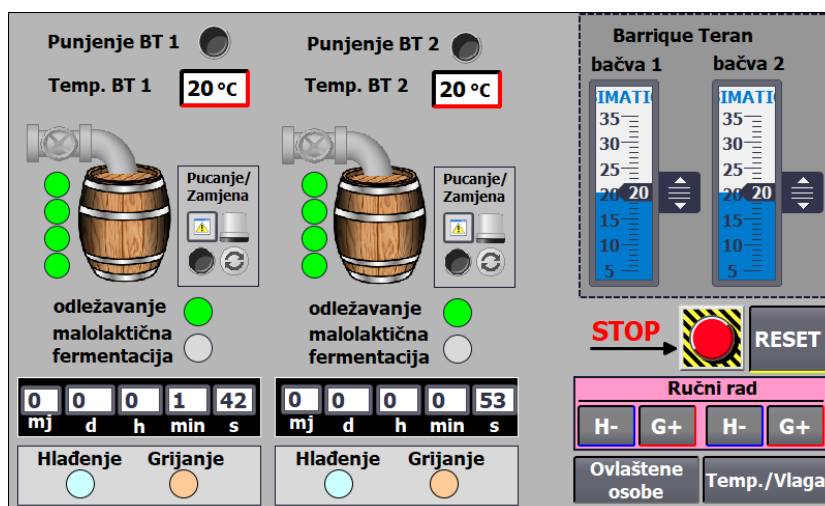 Punjenje BT 1
Temp. BT 1
20 °C
Pucanje/
Zamjena
odležavanje
malolaktična
fermentacija
0 0 0 1 42
mj d h min s
Hlađenje Grijanje
Punjenje BT 2
Temp. BT 2
20 °C
Pucanje/
Zamjena
odležavanje
malolaktična
fermentacija
0 0 0 0 53
mj d h min s
Hlađenje Grijanje
Barrique Teran
bačva 1 bačva 2
SIMATI SIMATI
35 35
30 30
25 25
20 20 20 20
15 15
10 10
5 5
STOP
RESET
Ručni rad
H- G+ H- G+
Ovlaštene
osobe
Temp./Vlaga